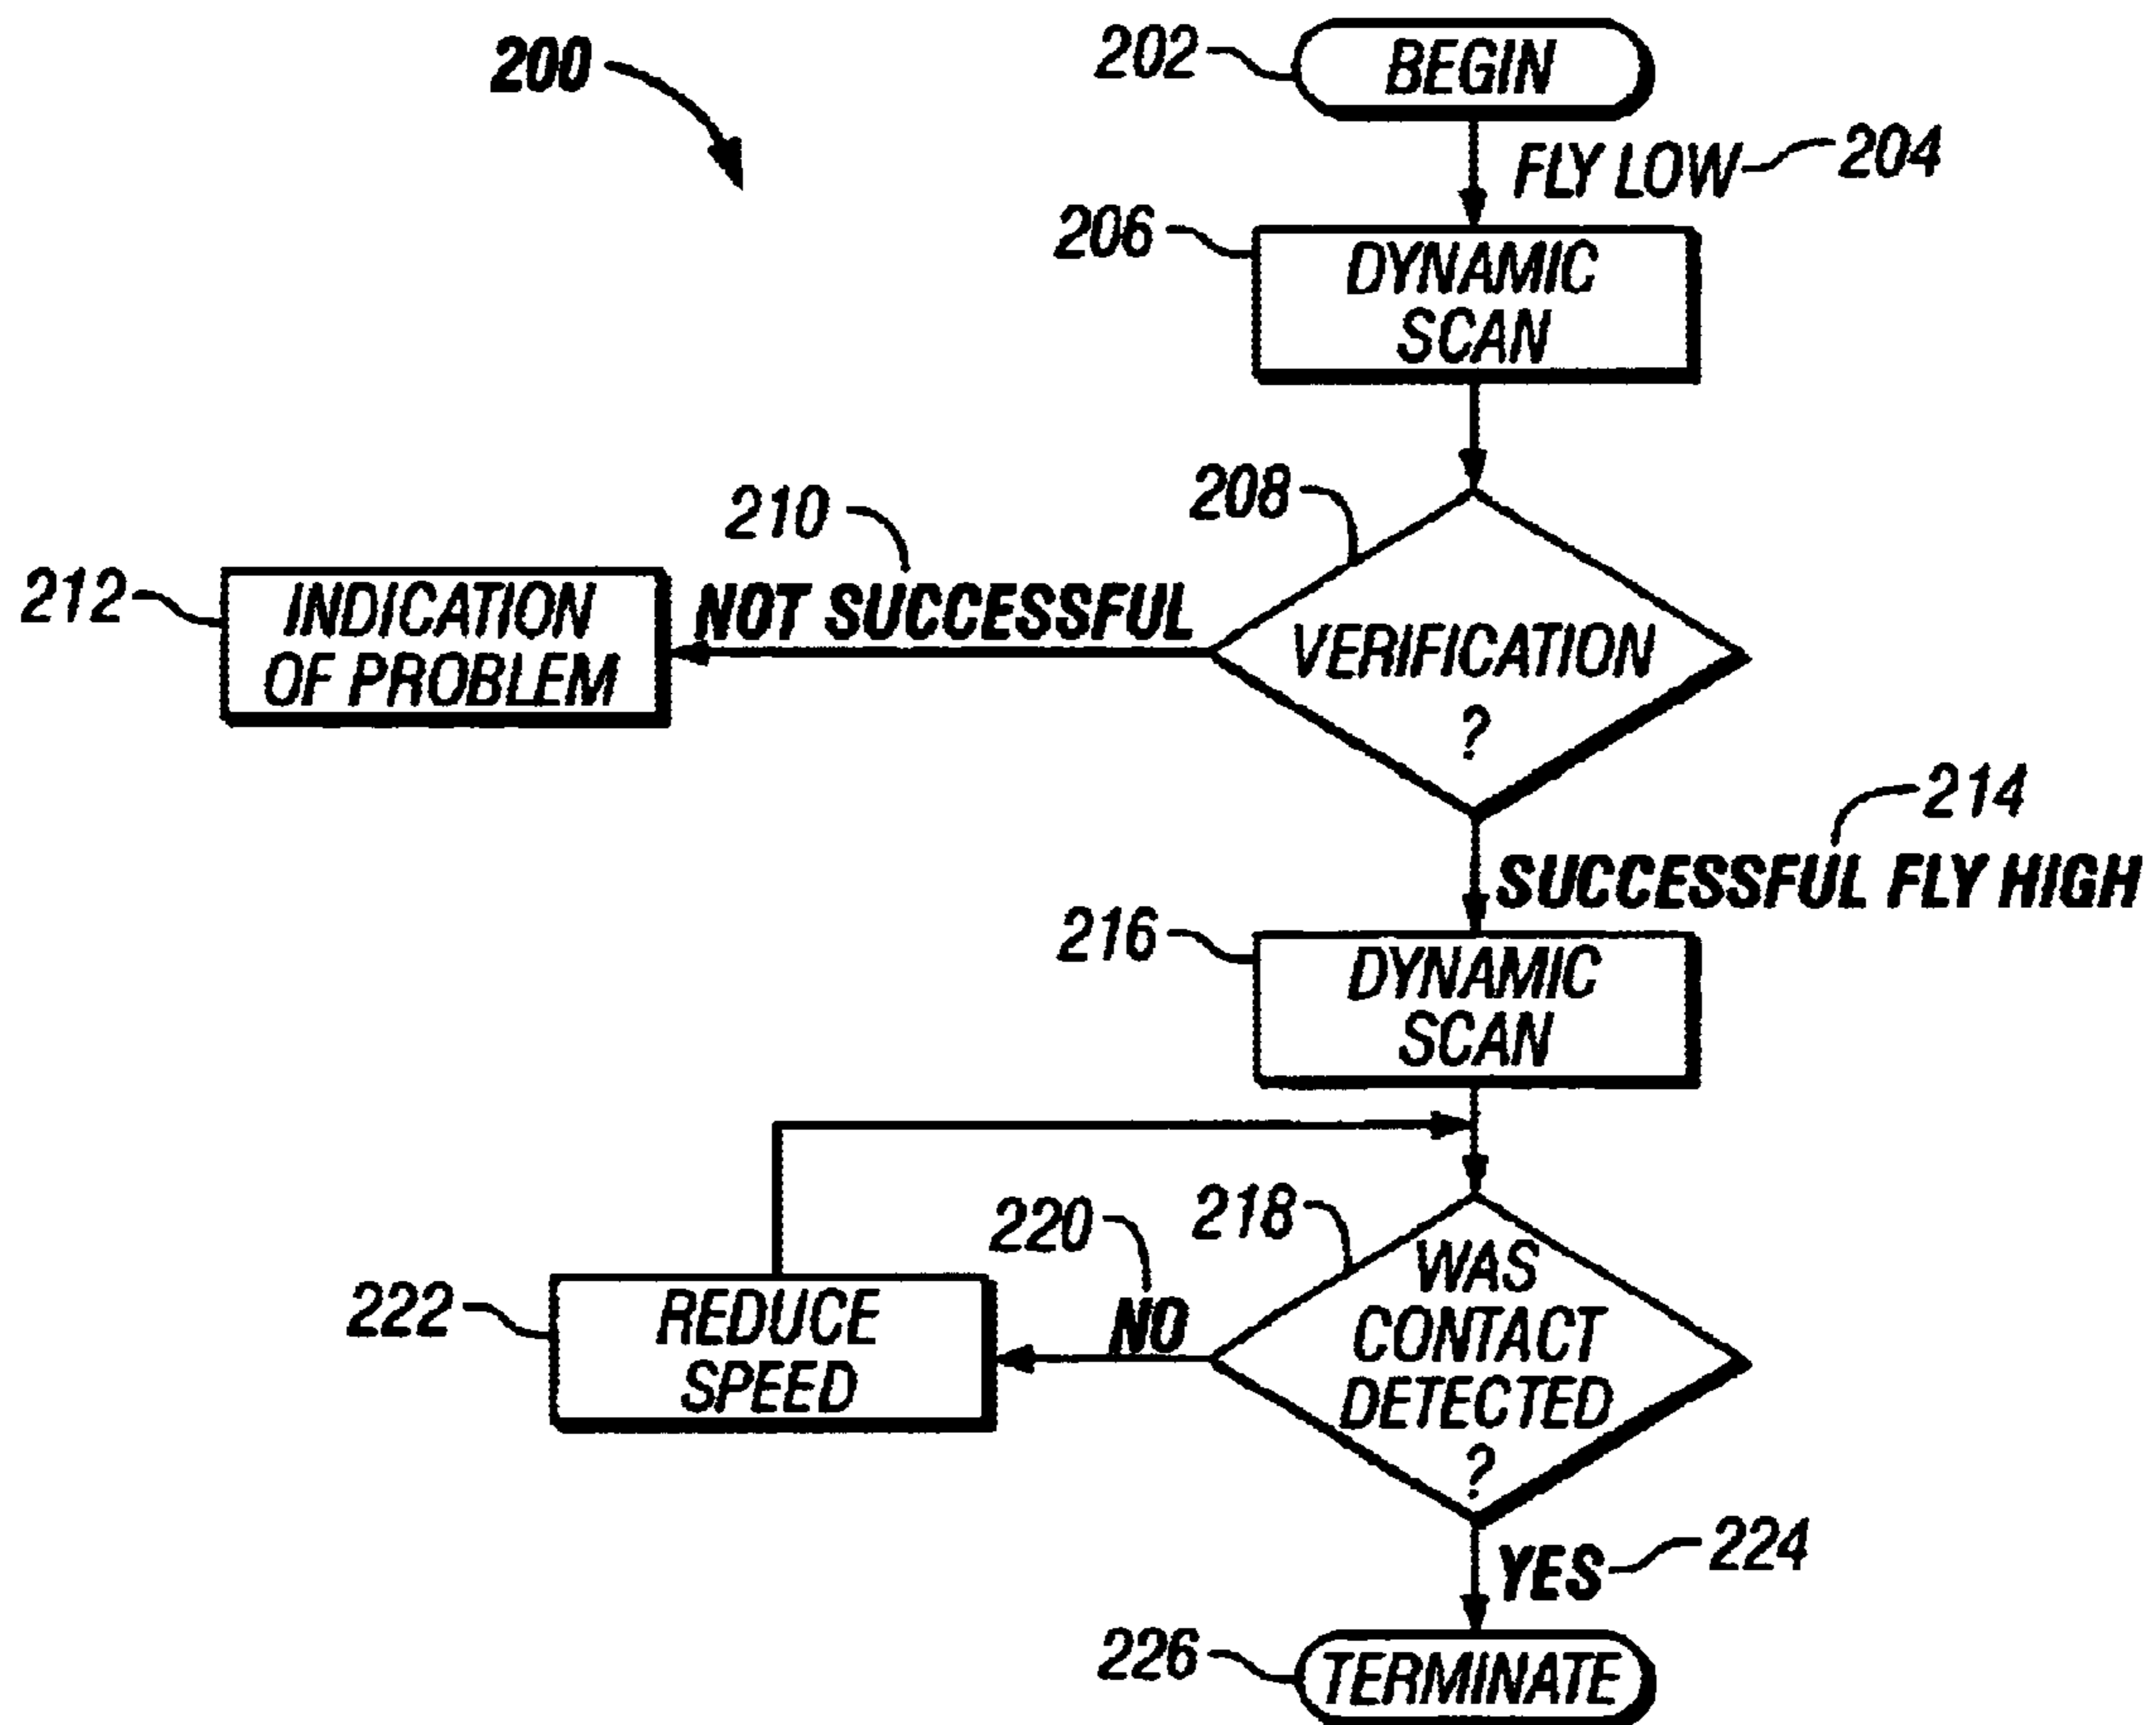 200
202
BEGIN
FLY LOW
204
206
DYNAMIC
SCAN
208
210
NOT SUCCESSFUL
212
INDICATION
OF PROBLEM
VERIFICATION
?
214
SUCCESSFUL FLY HIGH
216
DYNAMIC
SCAN
218
220
NO
222
REDUCE
SPEED
WAS
CONTACT
DETECTED
?
YES
224
226
TERMINATE